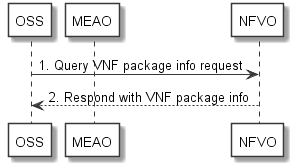 OSS MEAO NFVO
1. Query VNF package info request
2. Respond with VNF package info
OSS MEAO NFVO